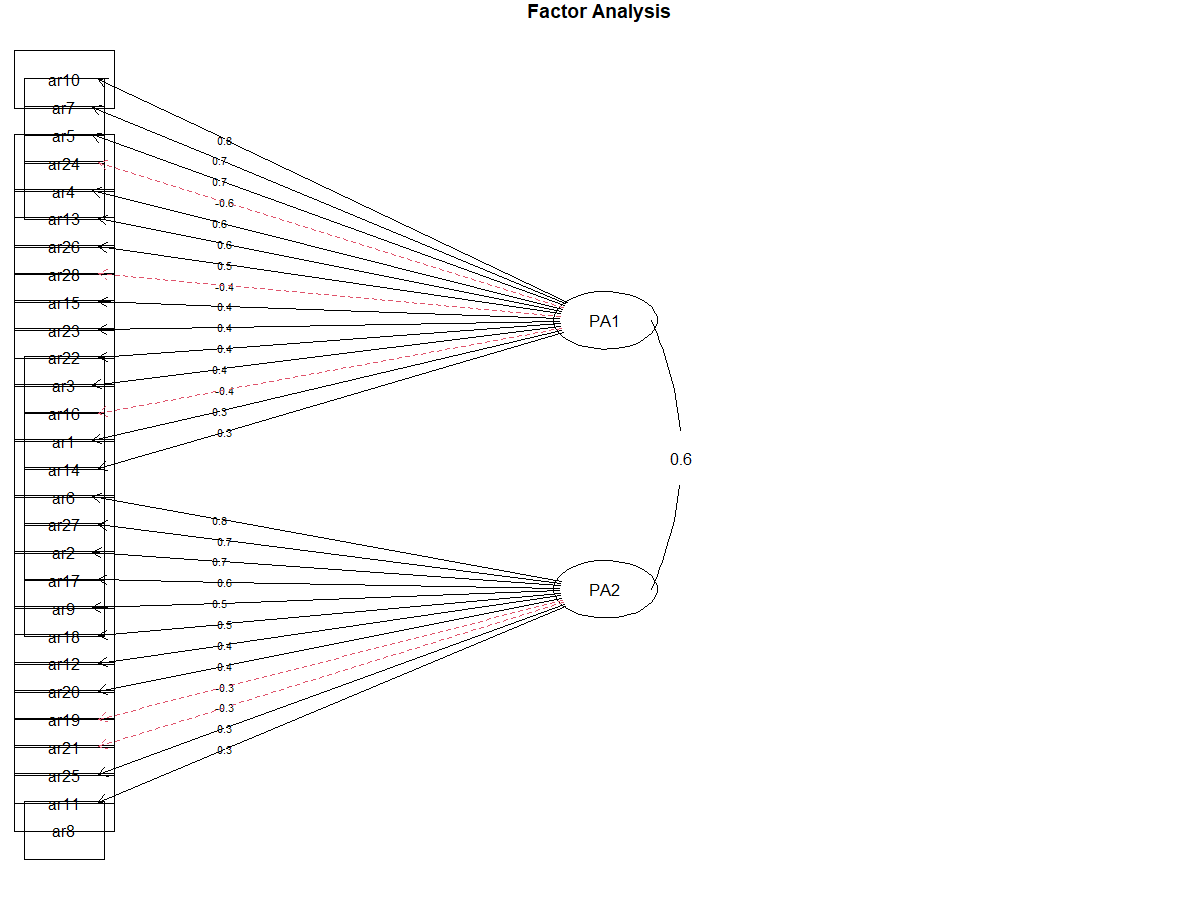 Factor Analysis
ar10
ar7
ar5
ar24
ar4
ar13
ar26
ar28
ar15
ar23
ar22
ar3
ar16
ar1
ar14
ar6
ar27
ar2
ar17
ar9
ar18
ar12
ar20
ar19
ar21
ar25
ar11
ar8
0.8
0.7
0.7
-0.6
0.6
0.6
0.5
-0.4
0.4
0.4
0.4
0.4
-0.4
0.3
0.3
0.8
0.7
0.7
0.6
0.5
0.5
0.4
0.4
-0.3
-0.3
0.3
0.3
PA1
0.6
PA2